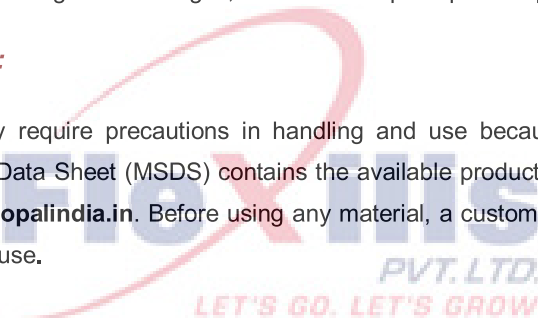 y require precautions in handling and use becau
Data Sheet (MSDS) contains the available product
opalindia.in. Before using any material, a custom
use.
Flexills
PVT. LTD.
LET'S GO. LET'S GROW